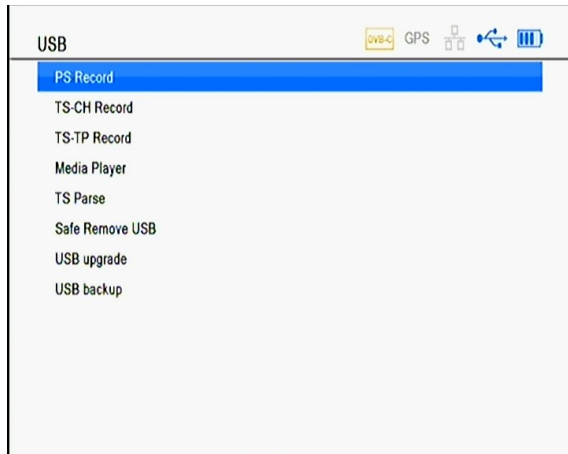 USB
DVB-C GPS
PS Record
TS-CH Record
TS-TP Record
Media Player
TS Parse
Safe Remove USB
USB upgrade
USB backup